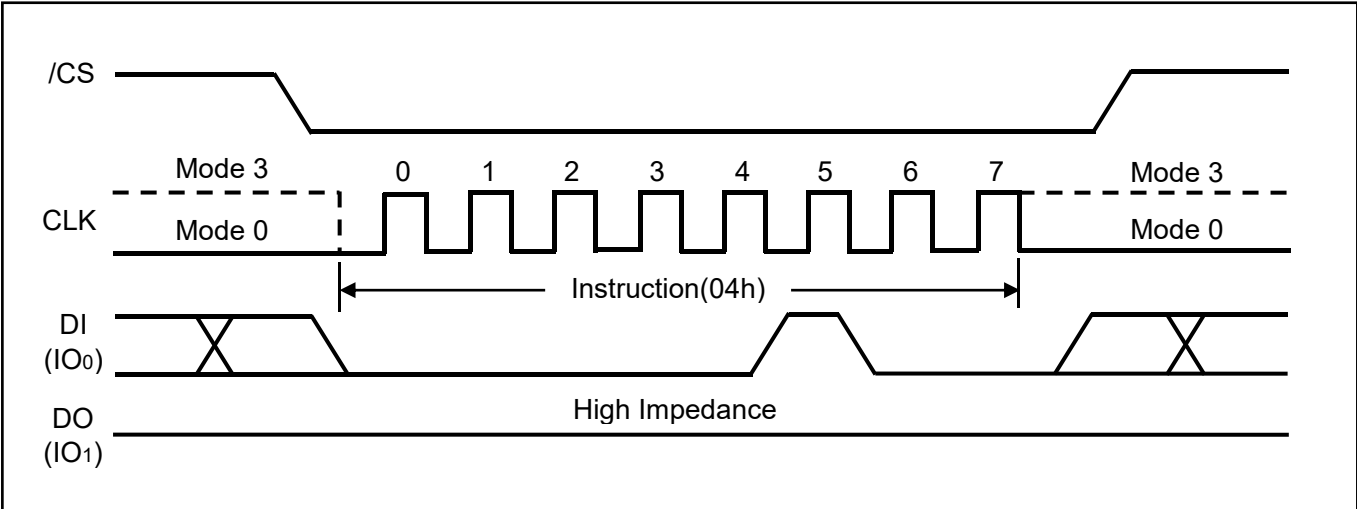 /CS
Mode 3 0 1 2 3 4 5 6 7 Mode 3
CLK
Mode 0 Mode 0
Instruction(04h)
DI
(IO0)
High Impedance
DO
(IO1)